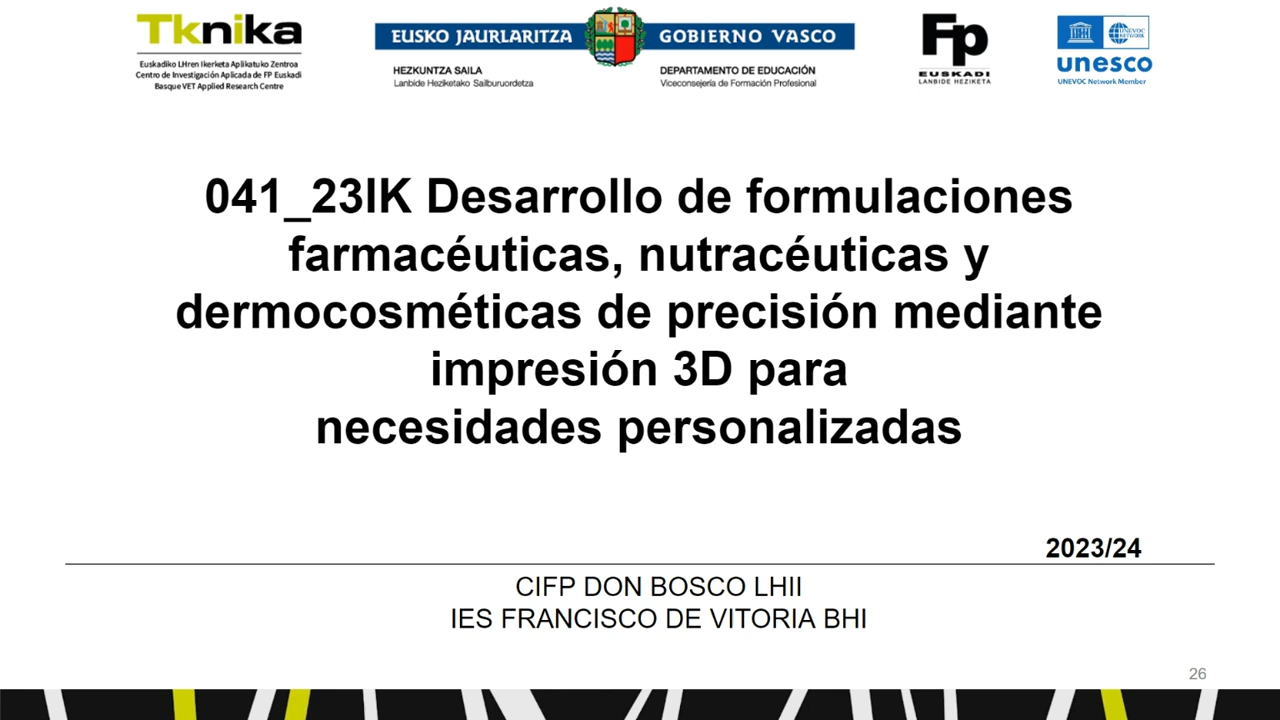 Tknika
Euskadiko LHren Ikerketa Aplikatuko Zentroa
Centro de Investigación Aplicada de FP Euskadi
Basque VET Applied Research Centre
EUSKO JAURLARITZA
GOBIERNO VASCO
HEZKUNTZA SAILA
Lanbide Heziketako Sailburuordetza
DEPARTAMENTO DE EDUCACIÓN
Viceconsejería de Formación Profesional
Fp
EUSKADI
LANBIDE HEZIKETA
UNEVOC
NETWORK
unesco
UNEVOC Network Member
041_23IK Desarrollo de formulaciones
farmacéuticas, nutracéuticas y
dermocosméticas de precisión mediante
impresión 3D para
necesidades personalizadas
2023/24
CIFP DON BOSCO LHII
IES FRANCISCO DE VITORIA BHI
26